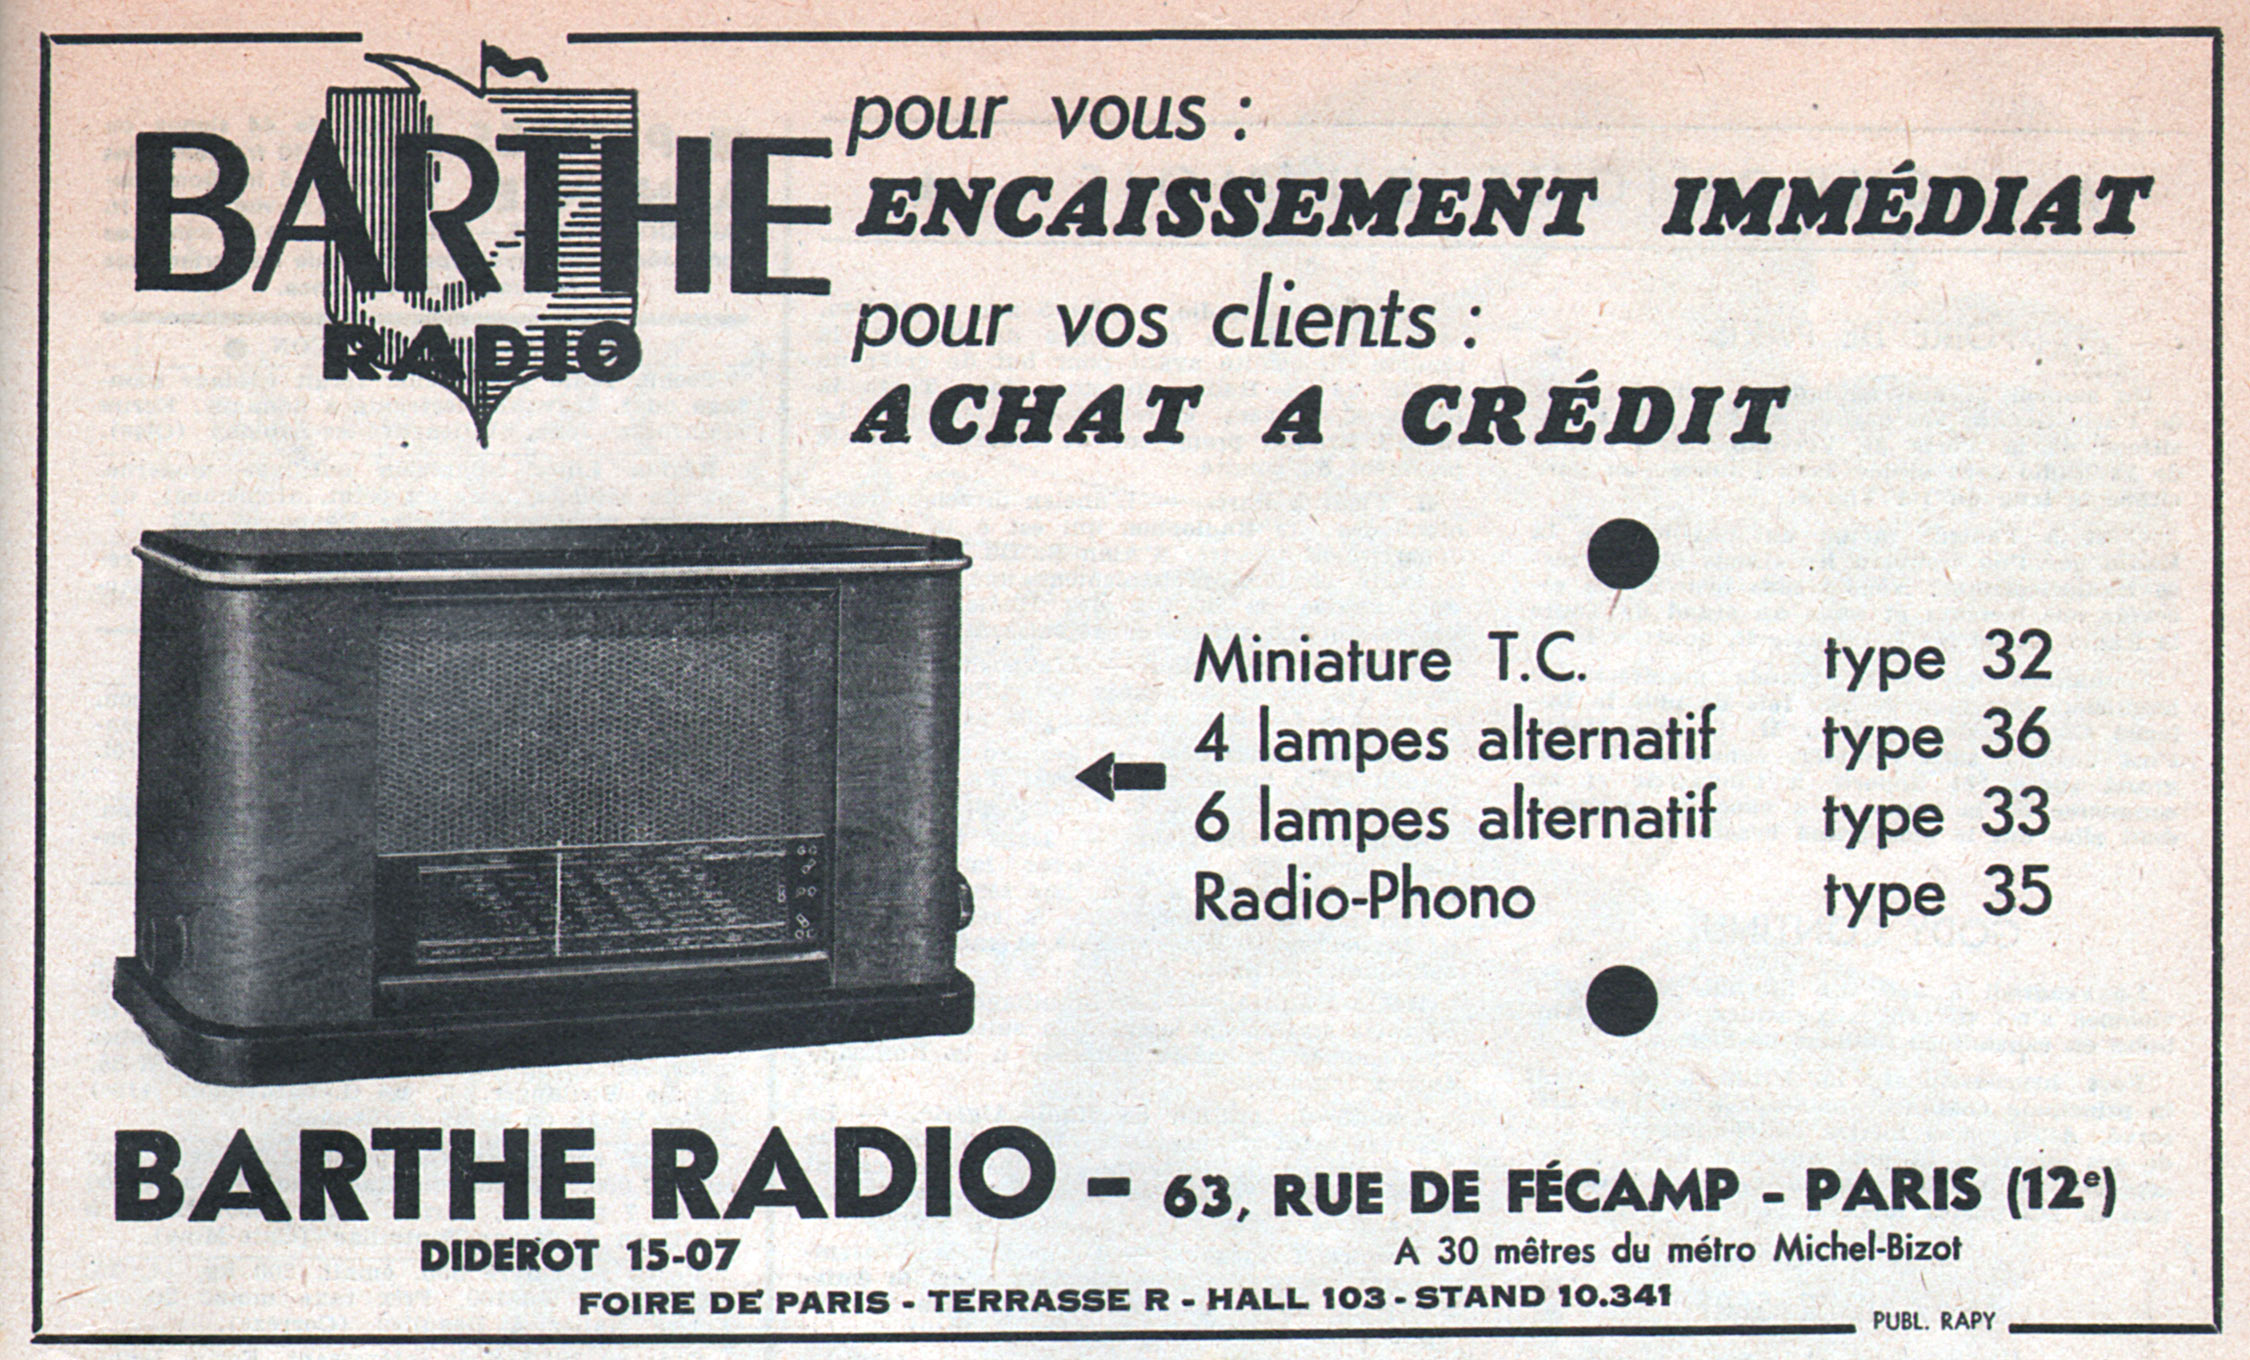 BARTHE
RADIO
pour vous :
ENCAISSEMENT IMMÉDIAT
pour vos clients :
ACHAT A CRÉDIT
Miniature T.C. type 32
4 lampes alternatif type 36
6 lampes alternatif type 33
Radio-Phono type 35
BARTHE RADIO - 63, RUE DE FÉCAMP - PARIS (12e)
DIDEROT 15-07
A 30 mêtres du métro Michel-Bizot
FOIRE DE PARIS - TERRASSE R - HALL 103 - STAND 10.341
PUBL. RAPY